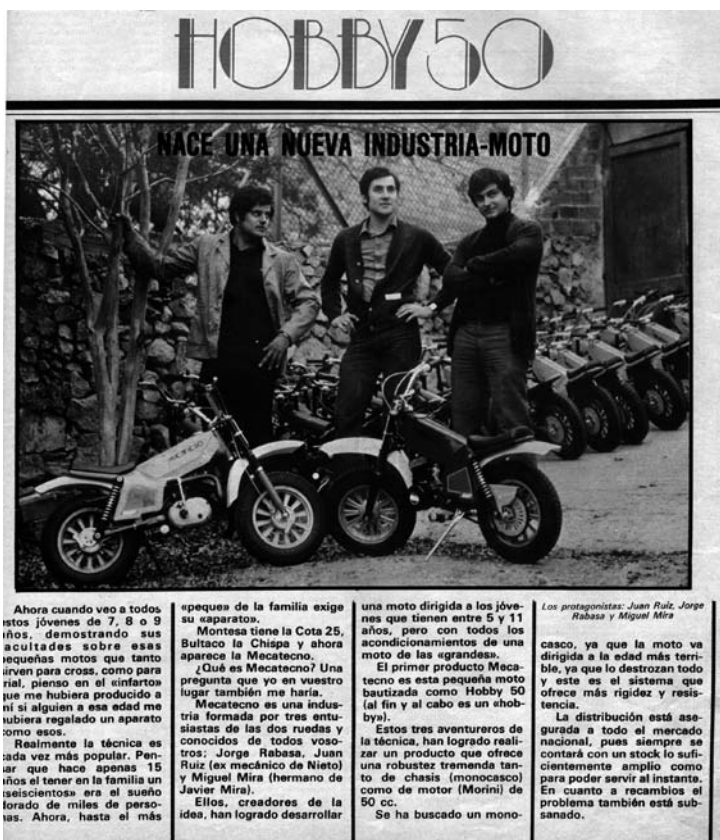 HOBBY 50
NACE UNA NUEVA INDUSTRIA-MOTO
Ahora cuando veo a todos
estos jóvenes de 7, 8 o 9
años, demostrando sus
facultades sobre esas
pequeñas motos que tanto
sirven para cross, como para
trial, pienso en el «infarto»
que me hubiera producido a
mí si alguien a esa edad me
hubiera regalado un aparato
como esos.
Realmente la técnica es
cada vez más popular. Pen-
sar que hace apenas 15
años el tener en la familia un
«seiscientos» era el sueño
dorado de miles de perso-
nas. Ahora, hasta el más
«peque» de la familia exige
su «aparato».
Montesa tiene la Cota 25,
Bultaco la Chispa y ahora
aparece la Mecatecno.
¿Qué es Mecatecno? Una
pregunta que yo en vuestro
lugar también me haría.
Mecatecno es una indus-
tria formada por tres entu-
siastas de las dos ruedas y
conocidos de todos voso-
tros; Jorge Rabasa, Juan
Ruiz (ex mecánico de Nieto)
y Miguel Mira (hermano de
Javier Mira).
Ellos, creadores de la
idea, han logrado desarrollar
una moto dirigida a los jóve-
nes que tienen entre 5 y 11
años, pero con todos los
acondicionamientos de una
moto de las «grandes».
El primer producto Meca-
tecno es esta pequeña moto
bautizada como Hobby 50
(al fin y al cabo es un «hob-
by»).
Estos tres aventureros de
la técnica, han logrado reali-
zar un producto que ofrece
una robustez tremenda tan-
to de chasis (monocasco)
como de motor (Morini) de
50 cc.
Se ha buscado un mono-
Los protagonistas: Juan Ruiz, Jorge
Rabasa y Miguel Mira
casco, ya que la moto va
dirigida a la edad más terri-
ble, ya que lo destrozan todo
y este es el sistema que
ofrece más rigidez y resis-
tencia.
La distribución está ase-
gurada a todo el mercado
nacional, pues siempre se
contará con un stock lo sufi-
cientemente amplio como
para poder servir al instante.
En cuanto a recambios el
problema también está sub-
sanado.